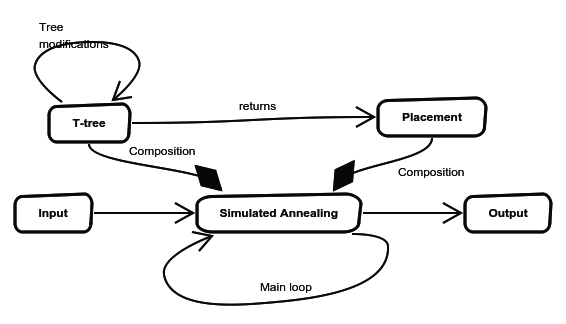 Tree
modifications
returns
T-tree
Placement
Composition
Composition
Input
Simulated Annealing
Output
Main loop